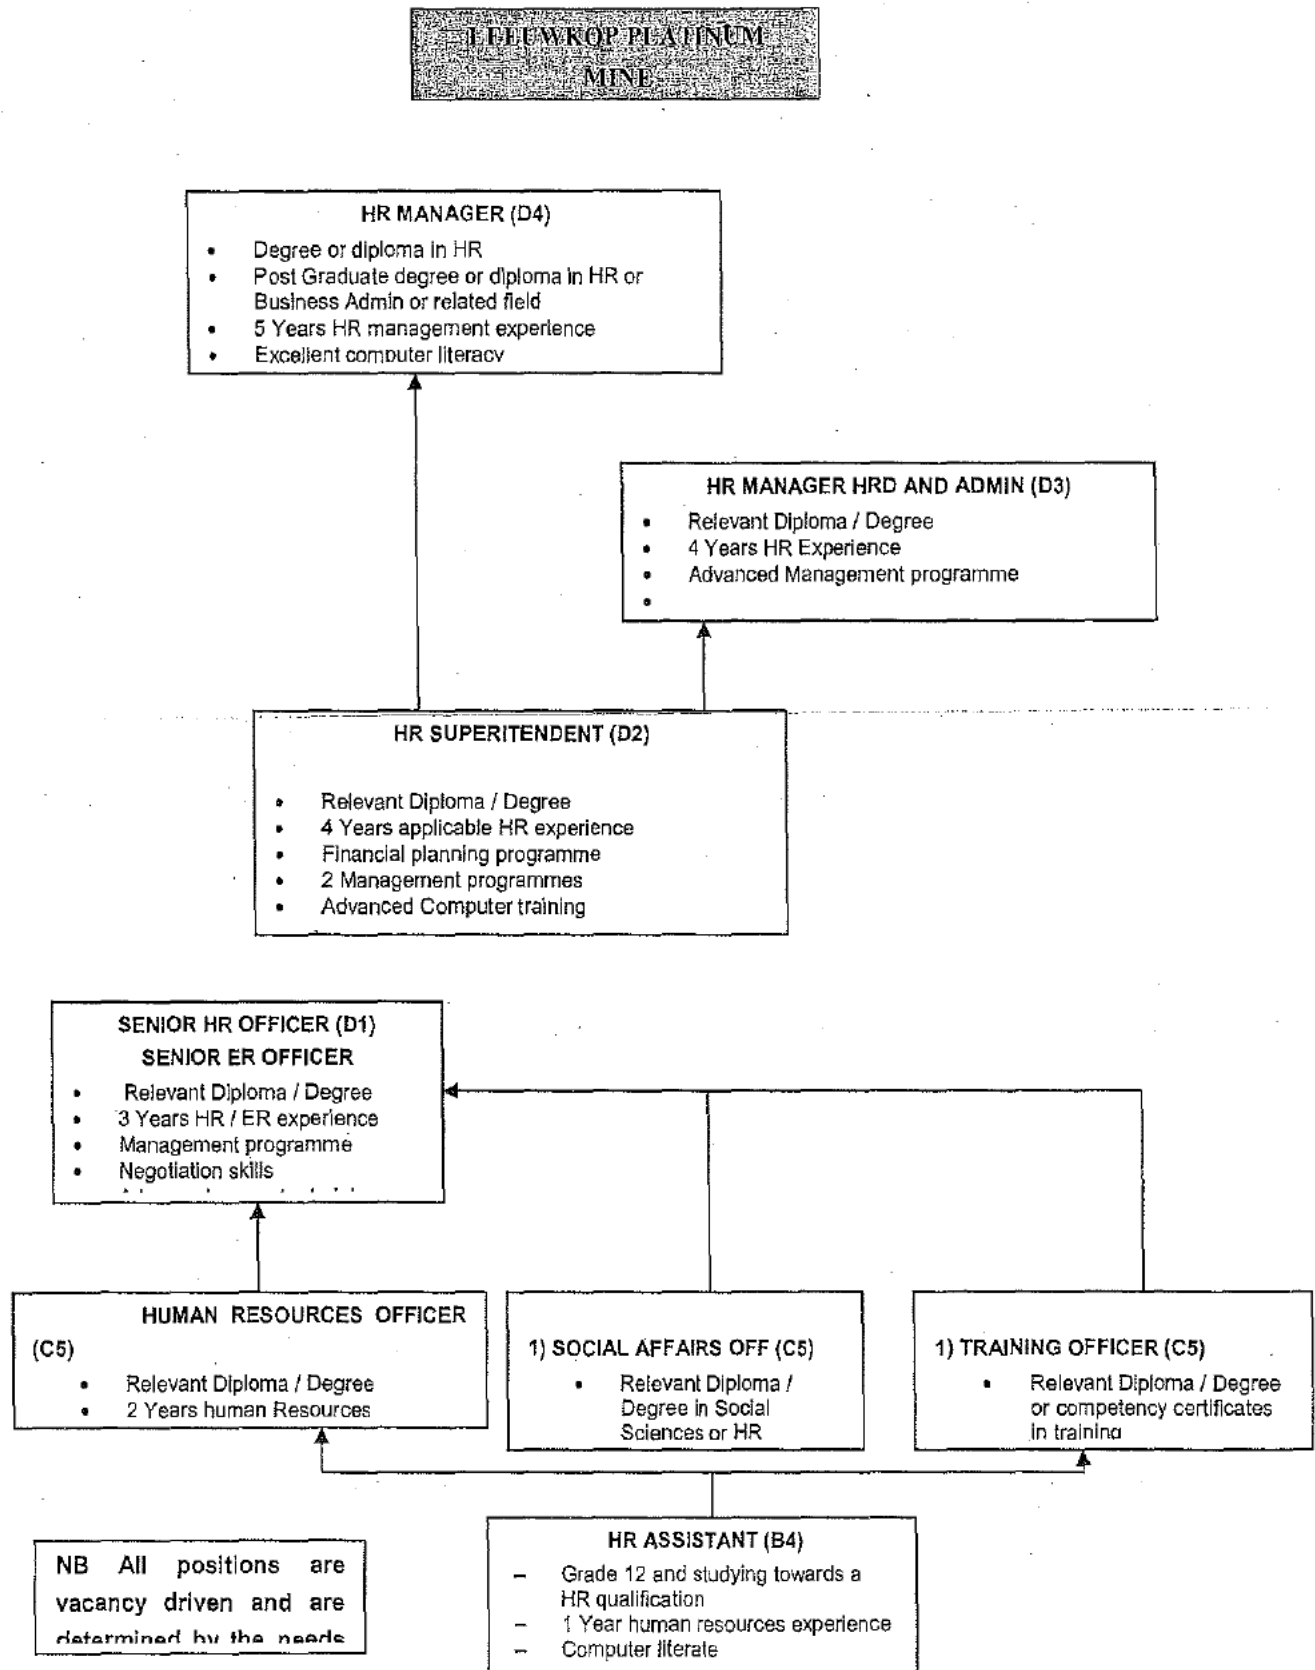 LEEUWKOP PLATINUM
MINE
HR MANAGER (D4)
• Degree or diploma in HR
• Post Graduate degree or diploma in HR or
Business Admin or related field
• 5 Years HR management experience
• Excellent computer literacy
HR MANAGER HRD AND ADMIN (D3)
• Relevant Diploma / Degree
• 4 Years HR Experience
• Advanced Management programme
•
HR SUPERITENDENT (D2)
• Relevant Diploma / Degree
• 4 Years applicable HR experience
• Financial planning programme
• 2 Management programmes
• Advanced Computer training
SENIOR HR OFFICER (D1)
SENIOR ER OFFICER
• Relevant Diploma / Degree
• 3 Years HR / ER experience
• Management programme
• Negotiation skills
HUMAN RESOURCES OFFICER
(C5)
• Relevant Diploma / Degree
• 2 Years human Resources
1) SOCIAL AFFAIRS OFF (C5)
• Relevant Diploma /
Degree in Social
Sciences or HR
1) TRAINING OFFICER (C5)
• Relevant Diploma / Degree
or competency certificates
in training
HR ASSISTANT (B4)
– Grade 12 and studying towards a
HR qualification
– 1 Year human resources experience
– Computer literate
NB All positions are
vacancy driven and are
determined by the needs